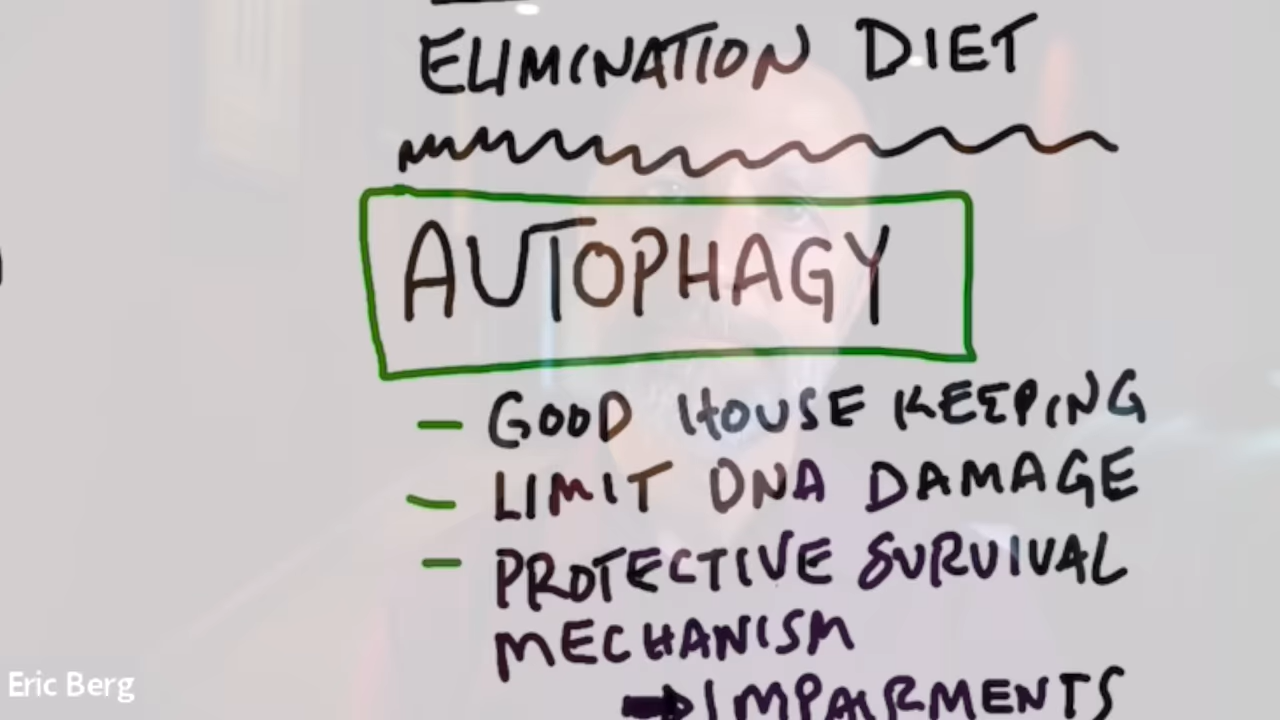 ELIMINATION DIET
AUTOPHAGY
– GOOD HOUSE KEEPING
– LIMIT DNA DAMAGE
– PROTECTIVE SURVIVAL
MECHANISM
➡ IMPAIRMENTS
Eric Berg